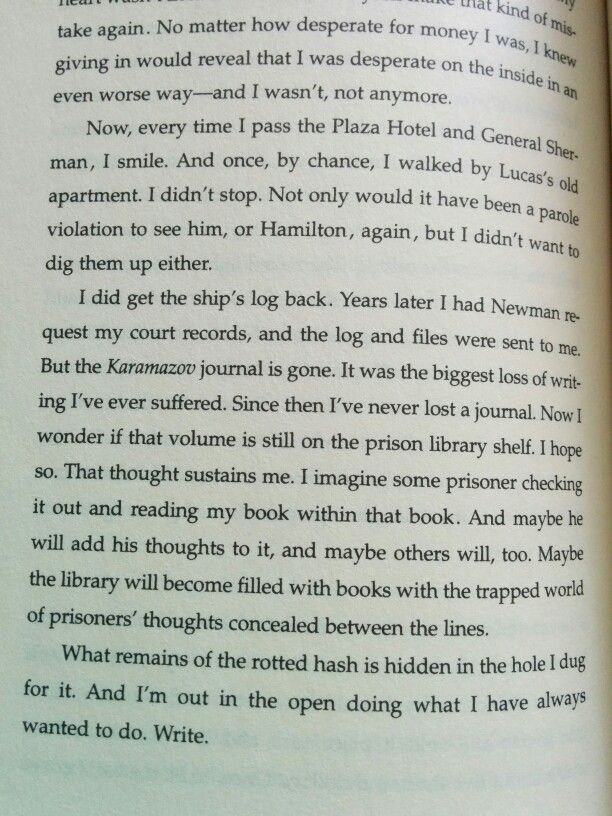 that kind of mis-
take again. No matter how desperate for money I was, I knew
giving in would reveal that I was desperate on the inside in an
even worse way—and I wasn't, not anymore.
Now, every time I pass the Plaza Hotel and General Sher-
man, I smile. And once, by chance, I walked by Lucas's old
apartment. I didn't stop. Not only would it have been a parole
violation to see him, or Hamilton, again, but I didn't want to
dig them up either.
I did get the ship's log back. Years later I had Newman re-
quest my court records, and the log and files were sent to me.
But the Karamazov journal is gone. It was the biggest loss of writ-
ing I've ever suffered. Since then I've never lost a journal. Now I
wonder if that volume is still on the prison library shelf. I hope
so. That thought sustains me. I imagine some prisoner checking
it out and reading my book within that book. And maybe he
will add his thoughts to it, and maybe others will, too. Maybe
the library will become filled with books with the trapped world
of prisoners' thoughts concealed between the lines.
What remains of the rotted hash is hidden in the hole I dug
for it. And I'm out in the open doing what I have always
wanted to do. Write.